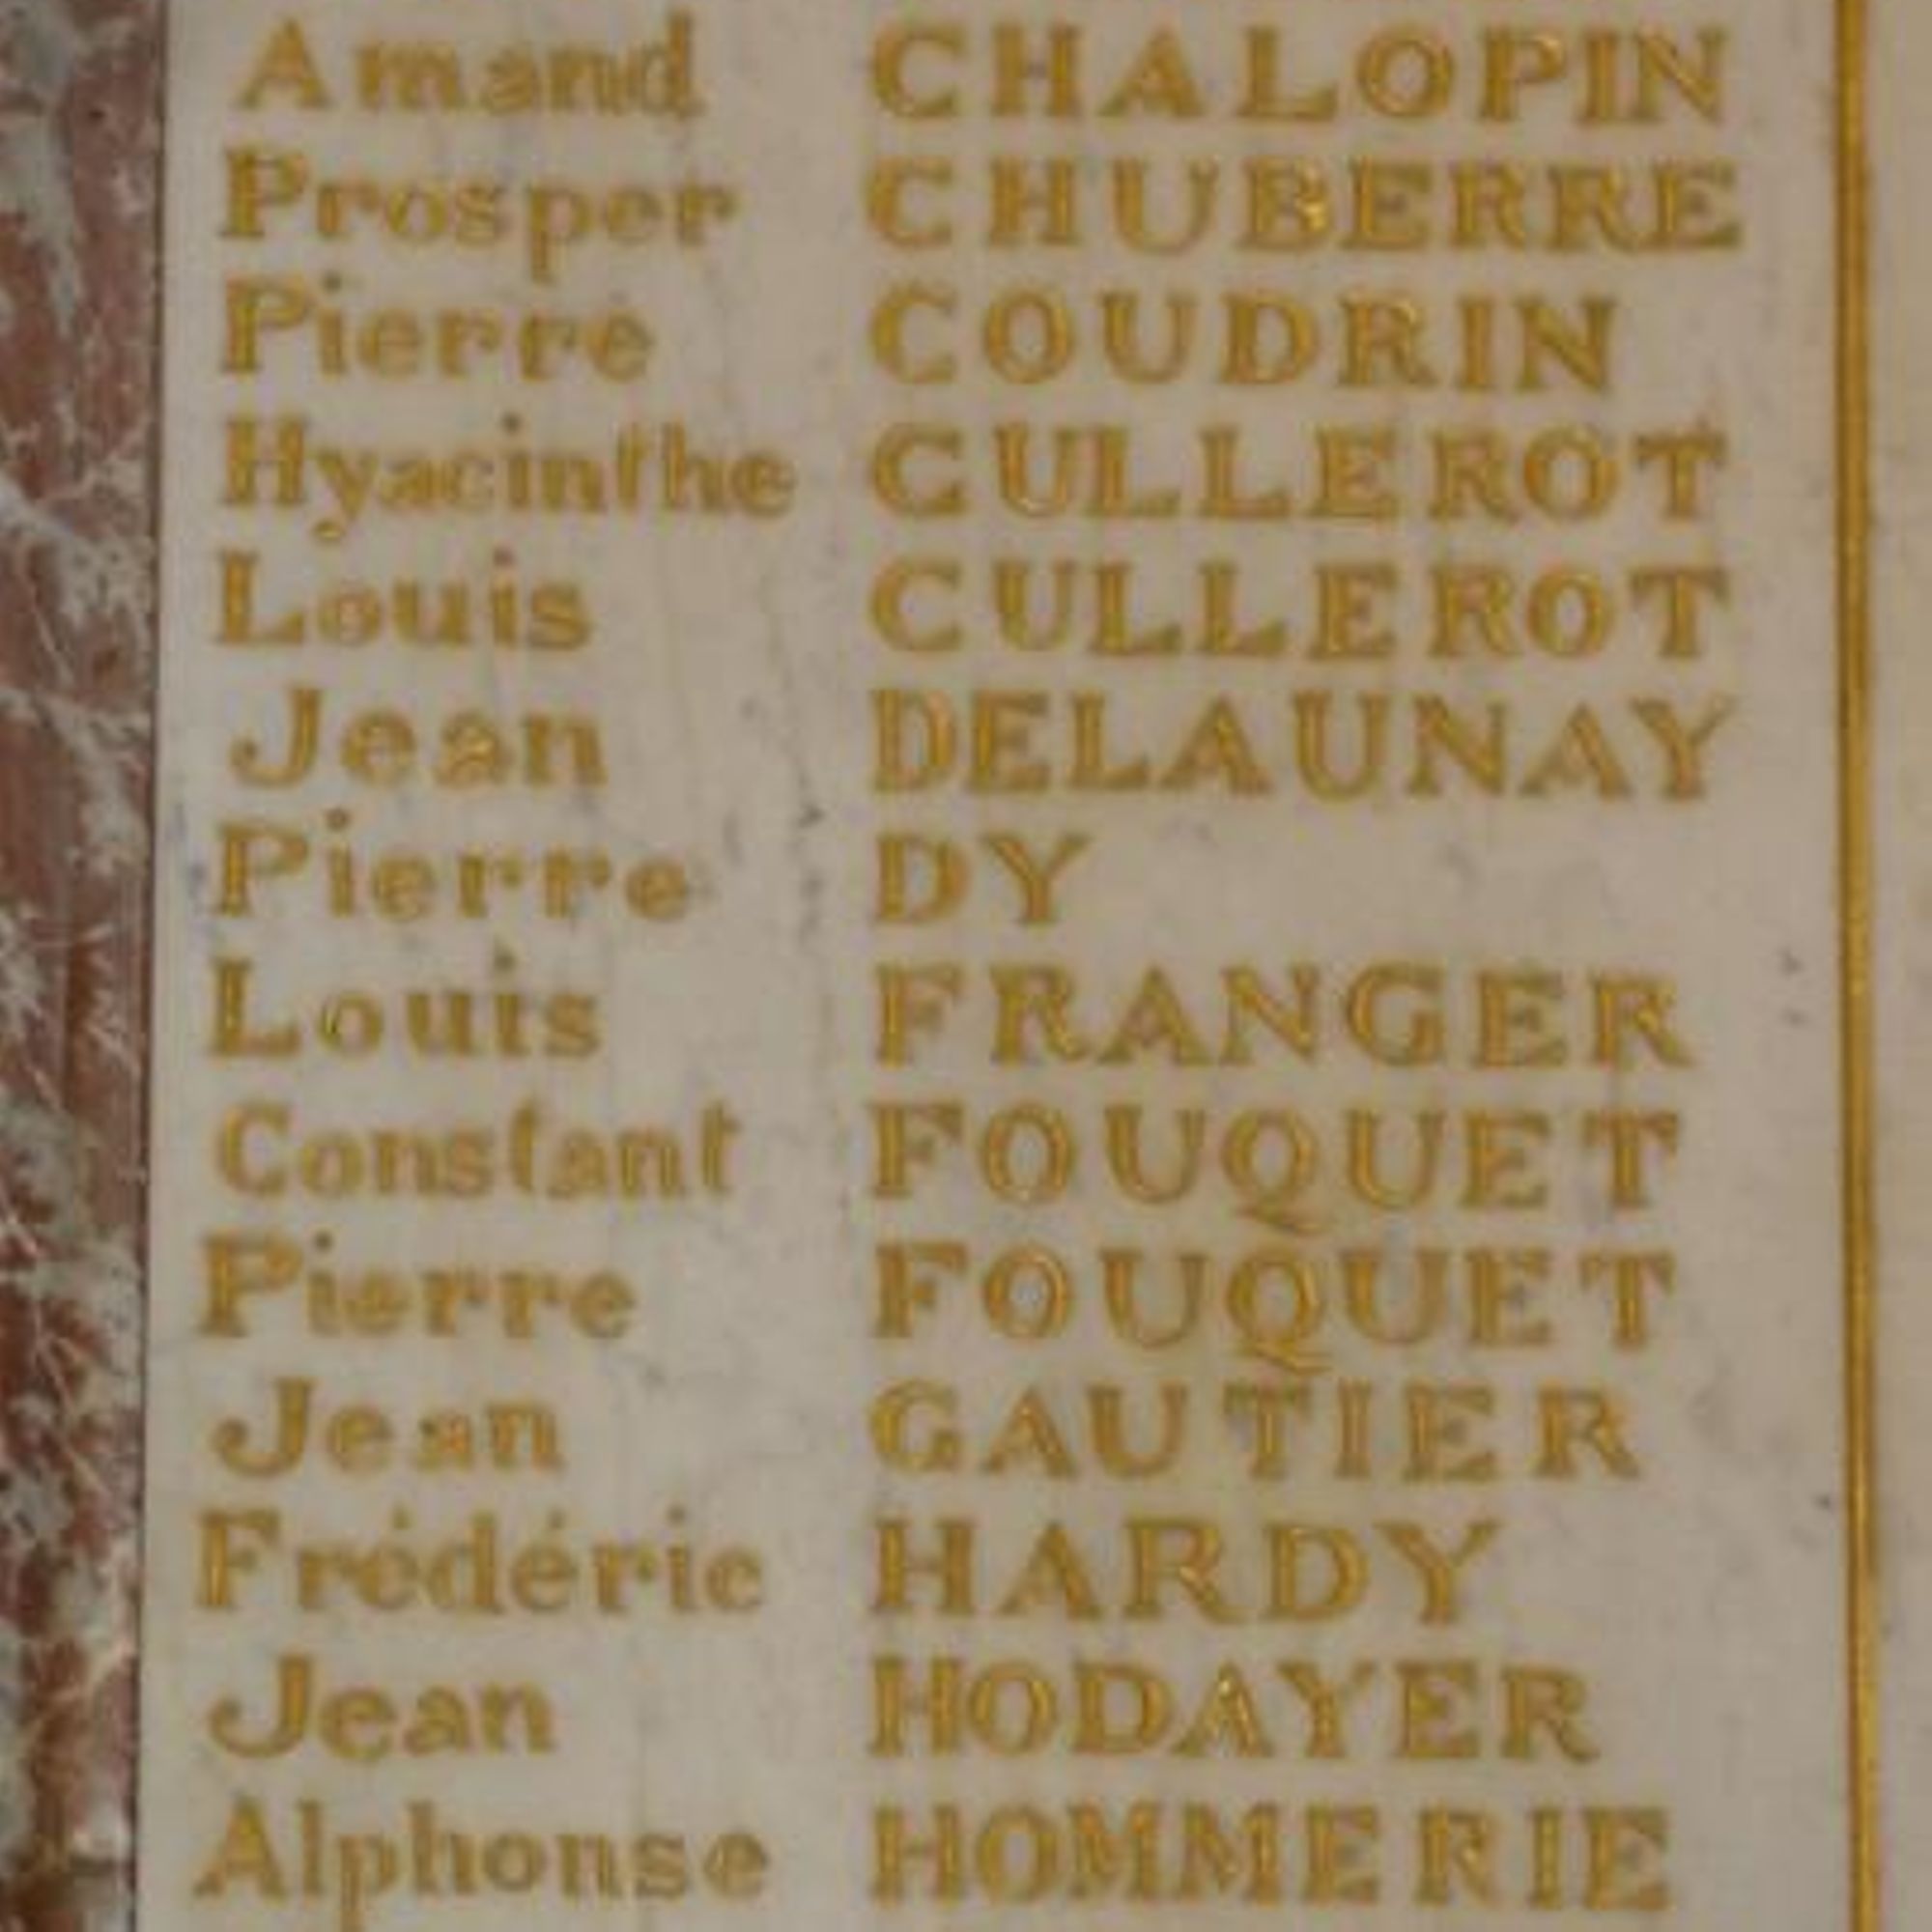 Amand CHALOPIN
Prosper CHUBERRE
Pierre COUDRIN
Hyacinthe CULLEROT
Louis CULLEROT
Jean DELAUNAY
Pierre DY
Louis FRANGER
Constant FOUQUET
Pierre FOUQUET
Jean GAUTIER
Frédéric HARDY
Jean HODAYER
Alphonse HOMMERIE